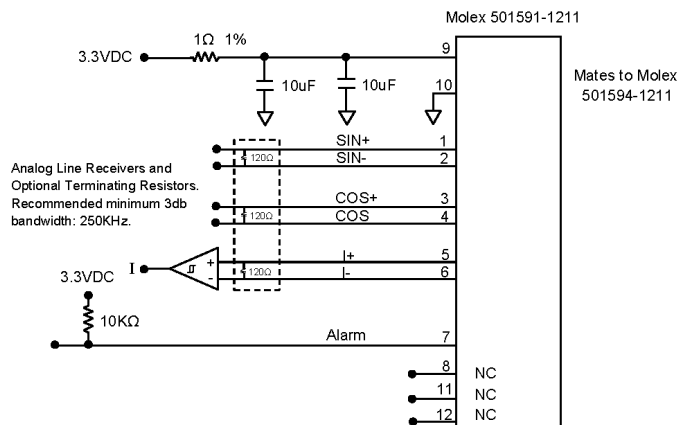 Molex 501591-1211
1Ω 1%
3.3VDC
9
10uF
10uF
10
Mates to Molex
501594-1211
SIN+
1
120Ω
SIN-
2
Analog Line Receivers and
Optional Terminating Resistors.
Recommended minimum 3db
bandwidth: 250KHz.
COS+
3
120Ω
COS
4
I+
5
3.3VDC
I
+
-
120Ω
I-
6
10KΩ
Alarm
7
8
NC
11
NC
12
NC